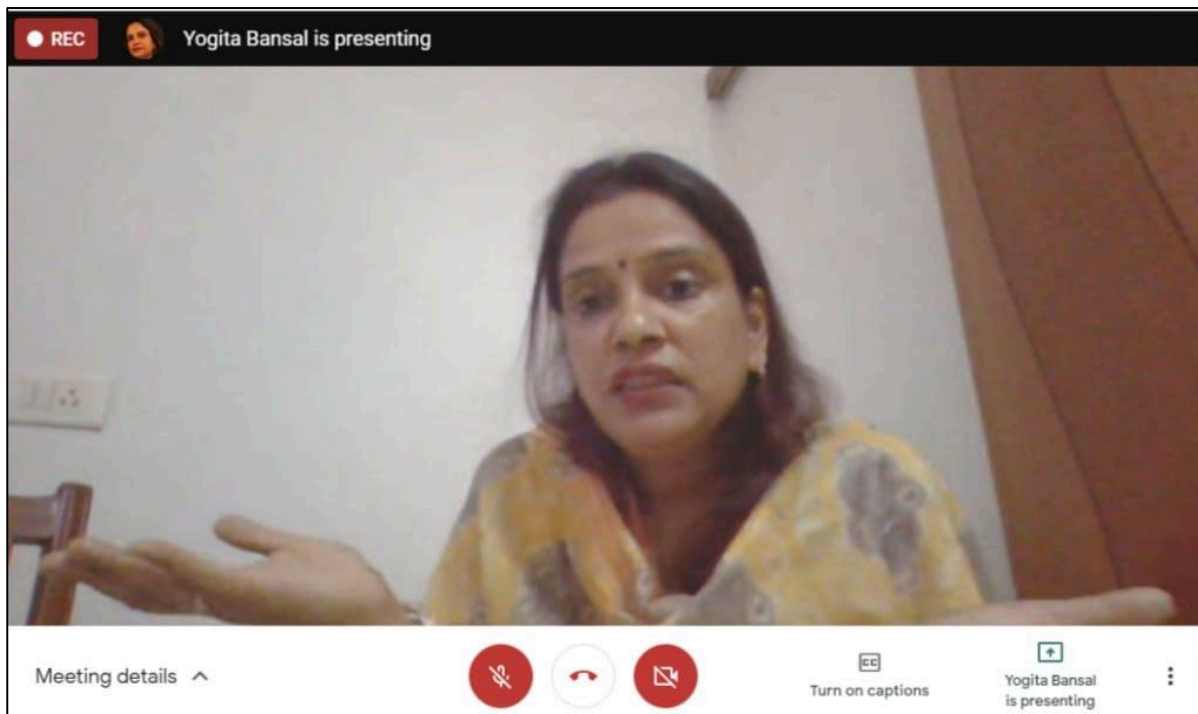 REC
Yogita Bansal is presenting
Meeting details
CC
Turn on captions
Yogita Bansal
is presenting